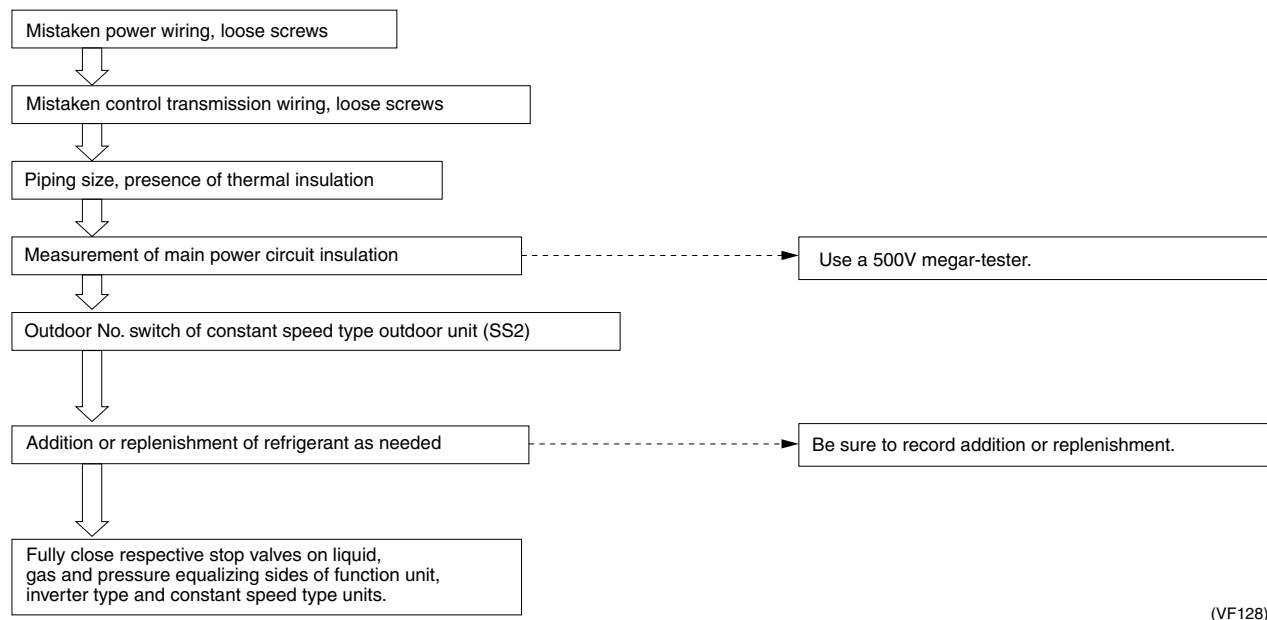 Mistaken power wiring, loose screws
Mistaken control transmission wiring, loose screws
Piping size, presence of thermal insulation
Measurement of main power circuit insulation
Use a 500V megar-tester.
Outdoor No. switch of constant speed type outdoor unit (SS2)
Addition or replenishment of refrigerant as needed
Be sure to record addition or replenishment.
Fully close respective stop valves on liquid,
gas and pressure equalizing sides of function unit,
inverter type and constant speed type units.
(VF128)